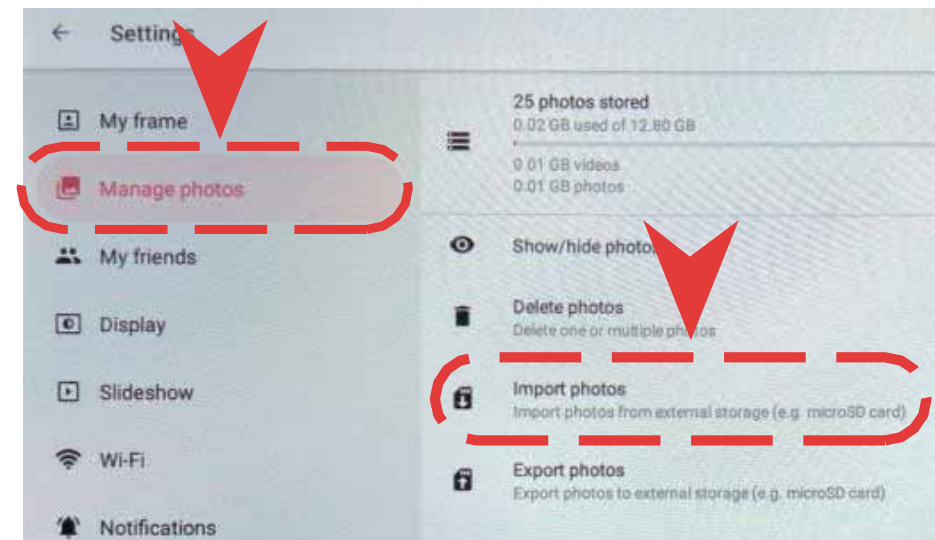 Settings
My frame
Manage photos
My friends
Display
Slideshow
Wi-Fi
Notifications
25 photos stored
0.02 GB used of 12.80 GB
0.01 GB videos
0.01 GB photos
Show/hide photos
Delete photos
Delete one or multiple photos
Import photos
Import photos from external storage (e.g. microSD card)
Export photos
Export photos to external storage (e.g. microSD card)